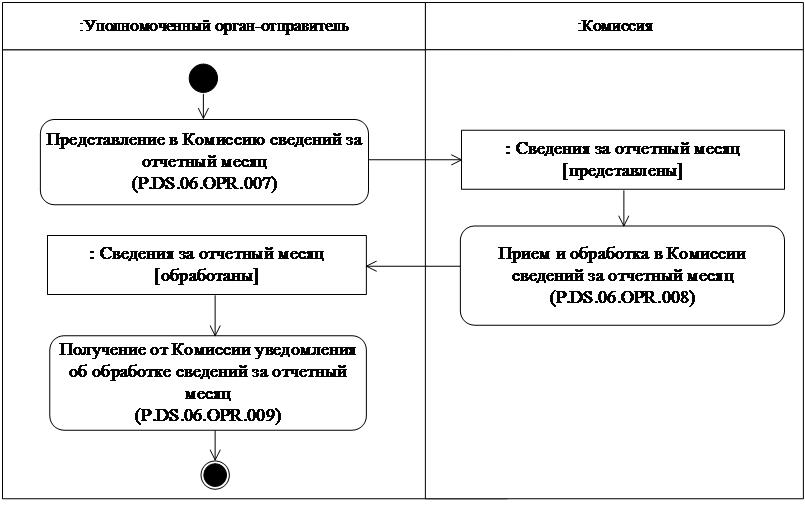 :Уполномоченный орган-отправитель
:Комиссия
Представление в Комиссию сведений за
отчетный месяц
(P.DS.06.OPR.007)
: Сведения за отчетный месяц
[представлены]
Прием и обработка в Комиссии
сведений за отчетный месяц
(P.DS.06.OPR.008)
: Сведения за отчетный месяц
[обработаны]
Получение от Комиссии уведомления
об обработке сведений за отчетный
месяц
(P.DS.06.OPR.009)